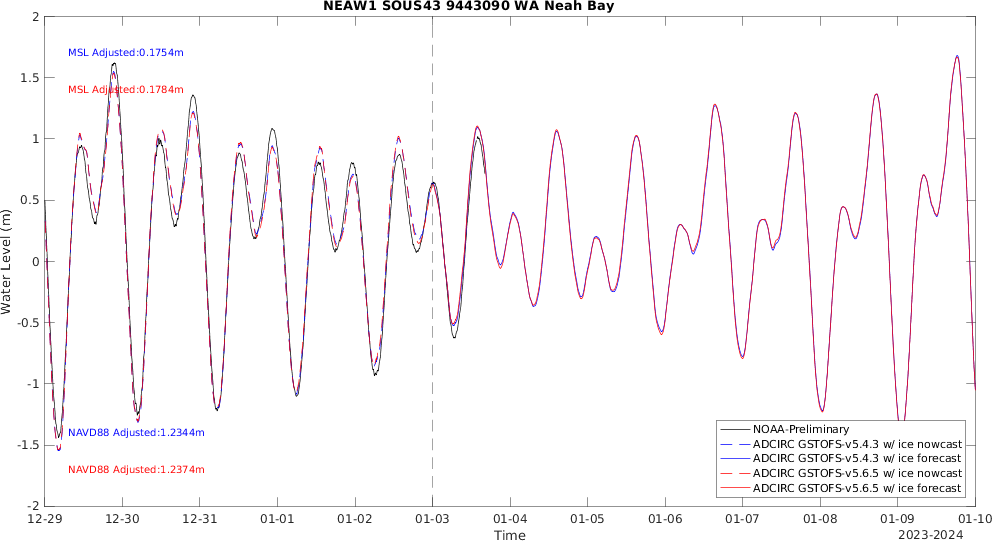 NEAW1 SOUS43 9443090 WA Neah Bay
2
1.5
1
0.5
0
-0.5
-1
-1.5
-2
Water Level (m)
MSL Adjusted:0.1754m
MSL Adjusted:0.1784m
NAVD88 Adjusted:1.2344m
NAVD88 Adjusted:1.2374m
NOAA-Preliminary
ADCIRC GSTOFS-v5.4.3 w/ ice nowcast
ADCIRC GSTOFS-v5.4.3 w/ ice forecast
ADCIRC GSTOFS-v5.6.5 w/ ice nowcast
ADCIRC GSTOFS-v5.6.5 w/ ice forecast
12-29 12-30 12-31 01-01 01-02 01-03 01-04 01-05 01-06 01-07 01-08 01-09 01-10
Time
2023-2024